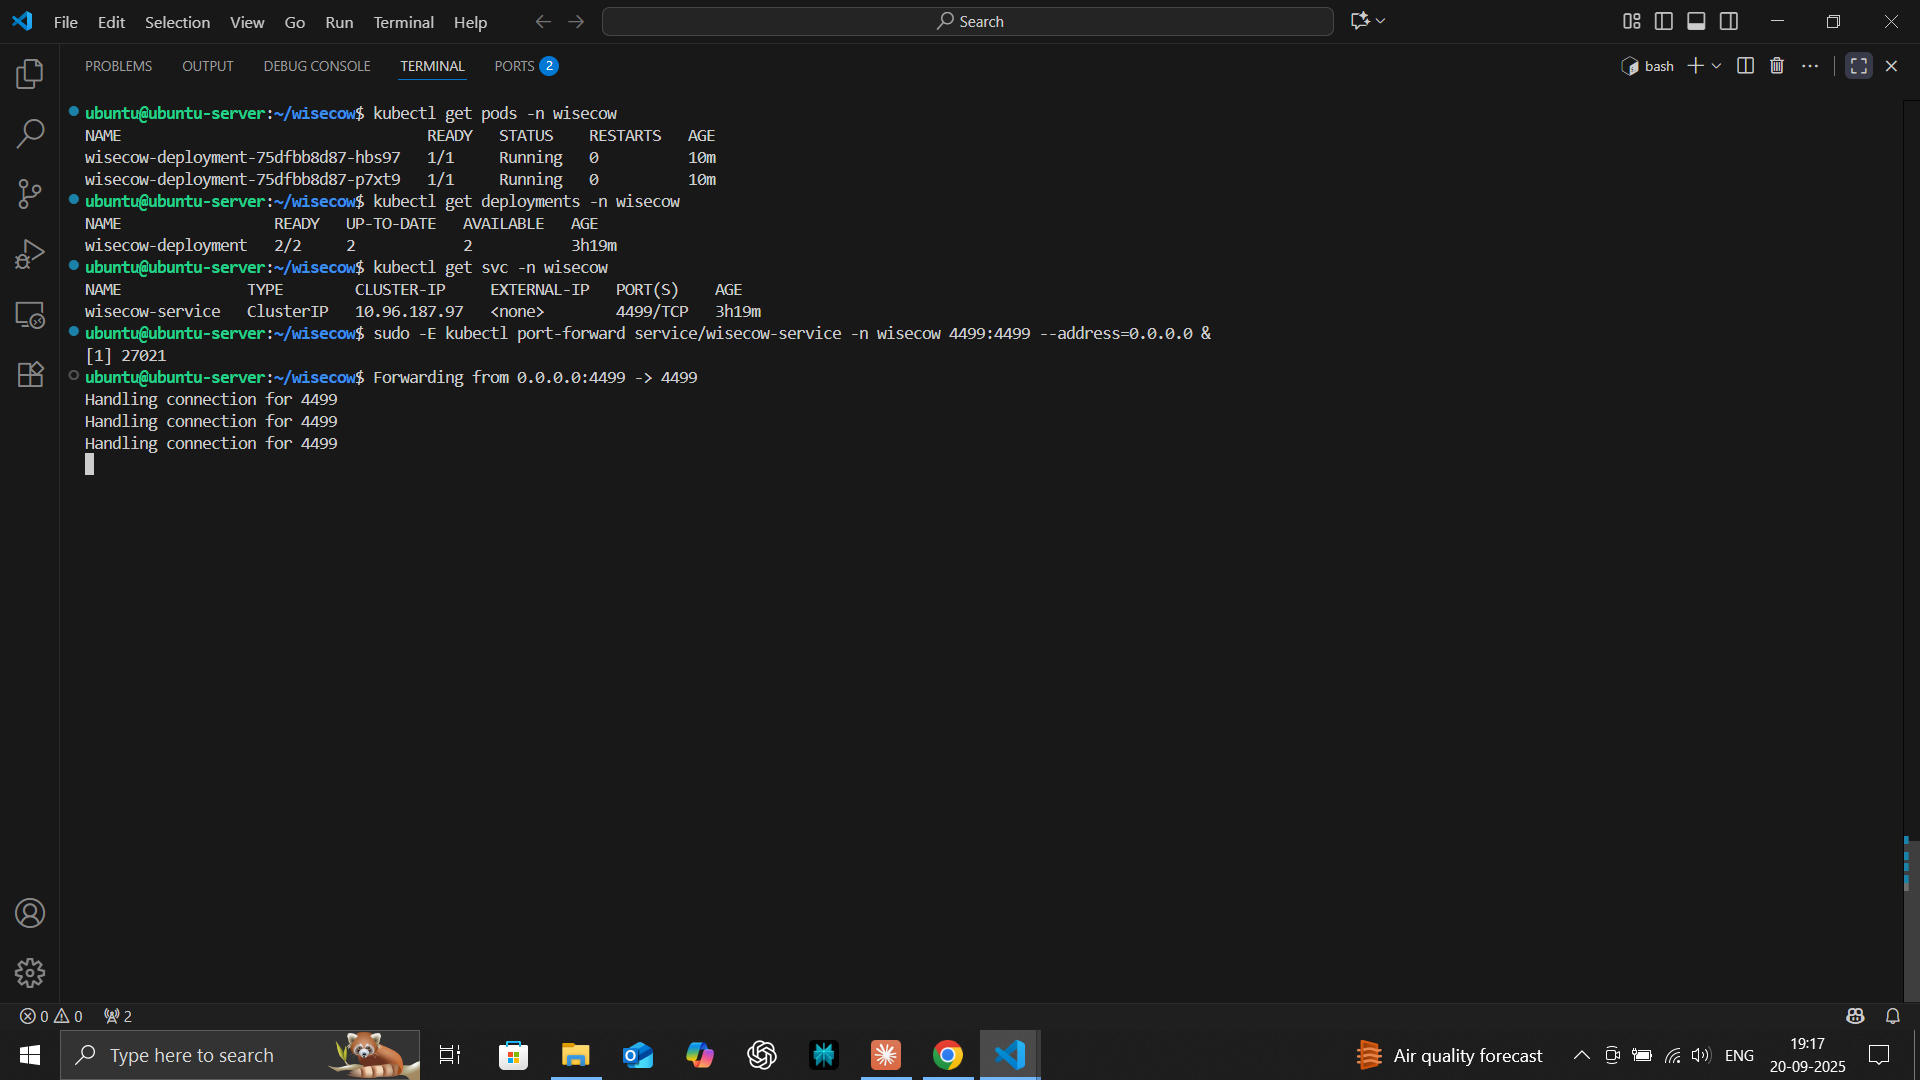 File Edit Selection View Go Run Terminal Help Search
PROBLEMS OUTPUT DEBUG CONSOLE TERMINAL PORTS 2 bash
ubuntu@ubuntu-server:~/wisecow$ kubectl get pods -n wisecow
NAME READY STATUS RESTARTS AGE
wisecow-deployment-75dfbb8d87-hbs97 1/1 Running 0 10m
wisecow-deployment-75dfbb8d87-p7xt9 1/1 Running 0 10m
ubuntu@ubuntu-server:~/wisecow$ kubectl get deployments -n wisecow
NAME READY UP-TO-DATE AVAILABLE AGE
wisecow-deployment 2/2 2 2 3h19m
ubuntu@ubuntu-server:~/wisecow$ kubectl get svc -n wisecow
NAME TYPE CLUSTER-IP EXTERNAL-IP PORT(S) AGE
wisecow-service ClusterIP 10.96.187.97 <none> 4499/TCP 3h19m
ubuntu@ubuntu-server:~/wisecow$ sudo -E kubectl port-forward service/wisecow-service -n wisecow 4499:4499 --address=0.0.0.0 &
[1] 27021
ubuntu@ubuntu-server:~/wisecow$ Forwarding from 0.0.0.0:4499 -> 4499
Handling connection for 4499
Handling connection for 4499
Handling connection for 4499
0 0 2
Type here to search Air quality forecast ENG 19:17
20-09-2025